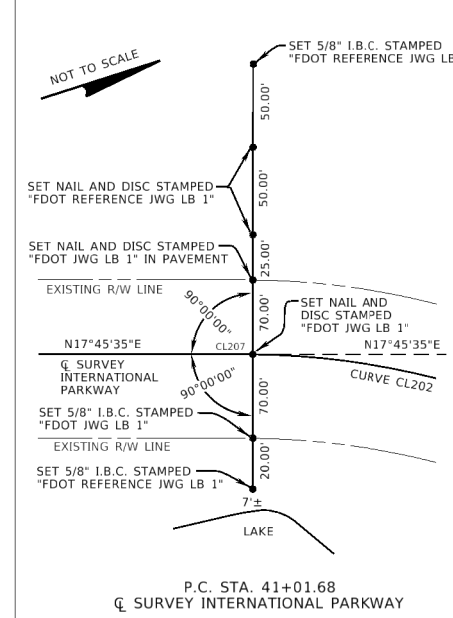 SET 5/8" I.B.C. STAMPED
"FDOT REFERENCE JWG LB
NOT TO SCALE
50.00'
SET NAIL AND DISC STAMPED
"FDOT REFERENCE JWG LB 1"
50.00'
SET NAIL AND DISC STAMPED
"FDOT JWG LB 1" IN PAVEMENT
25.00'
EXISTING R/W LINE
90°00'00"
70.00'
SET NAIL AND
DISC STAMPED
"FDOT JWG LB 1"
N17°45'35"E
CL207
N17°45'35"E
℄ SURVEY
INTERNATIONAL
PARKWAY
90°00'00"
70.00'
CURVE CL202
SET 5/8" I.B.C. STAMPED
"FDOT JWG LB 1"
EXISTING R/W LINE
20.00'
SET 5/8" I.B.C. STAMPED
"FDOT REFERENCE JWG LB 1"
7'±
LAKE
P.C. STA. 41+01.68
℄ SURVEY INTERNATIONAL PARKWAY